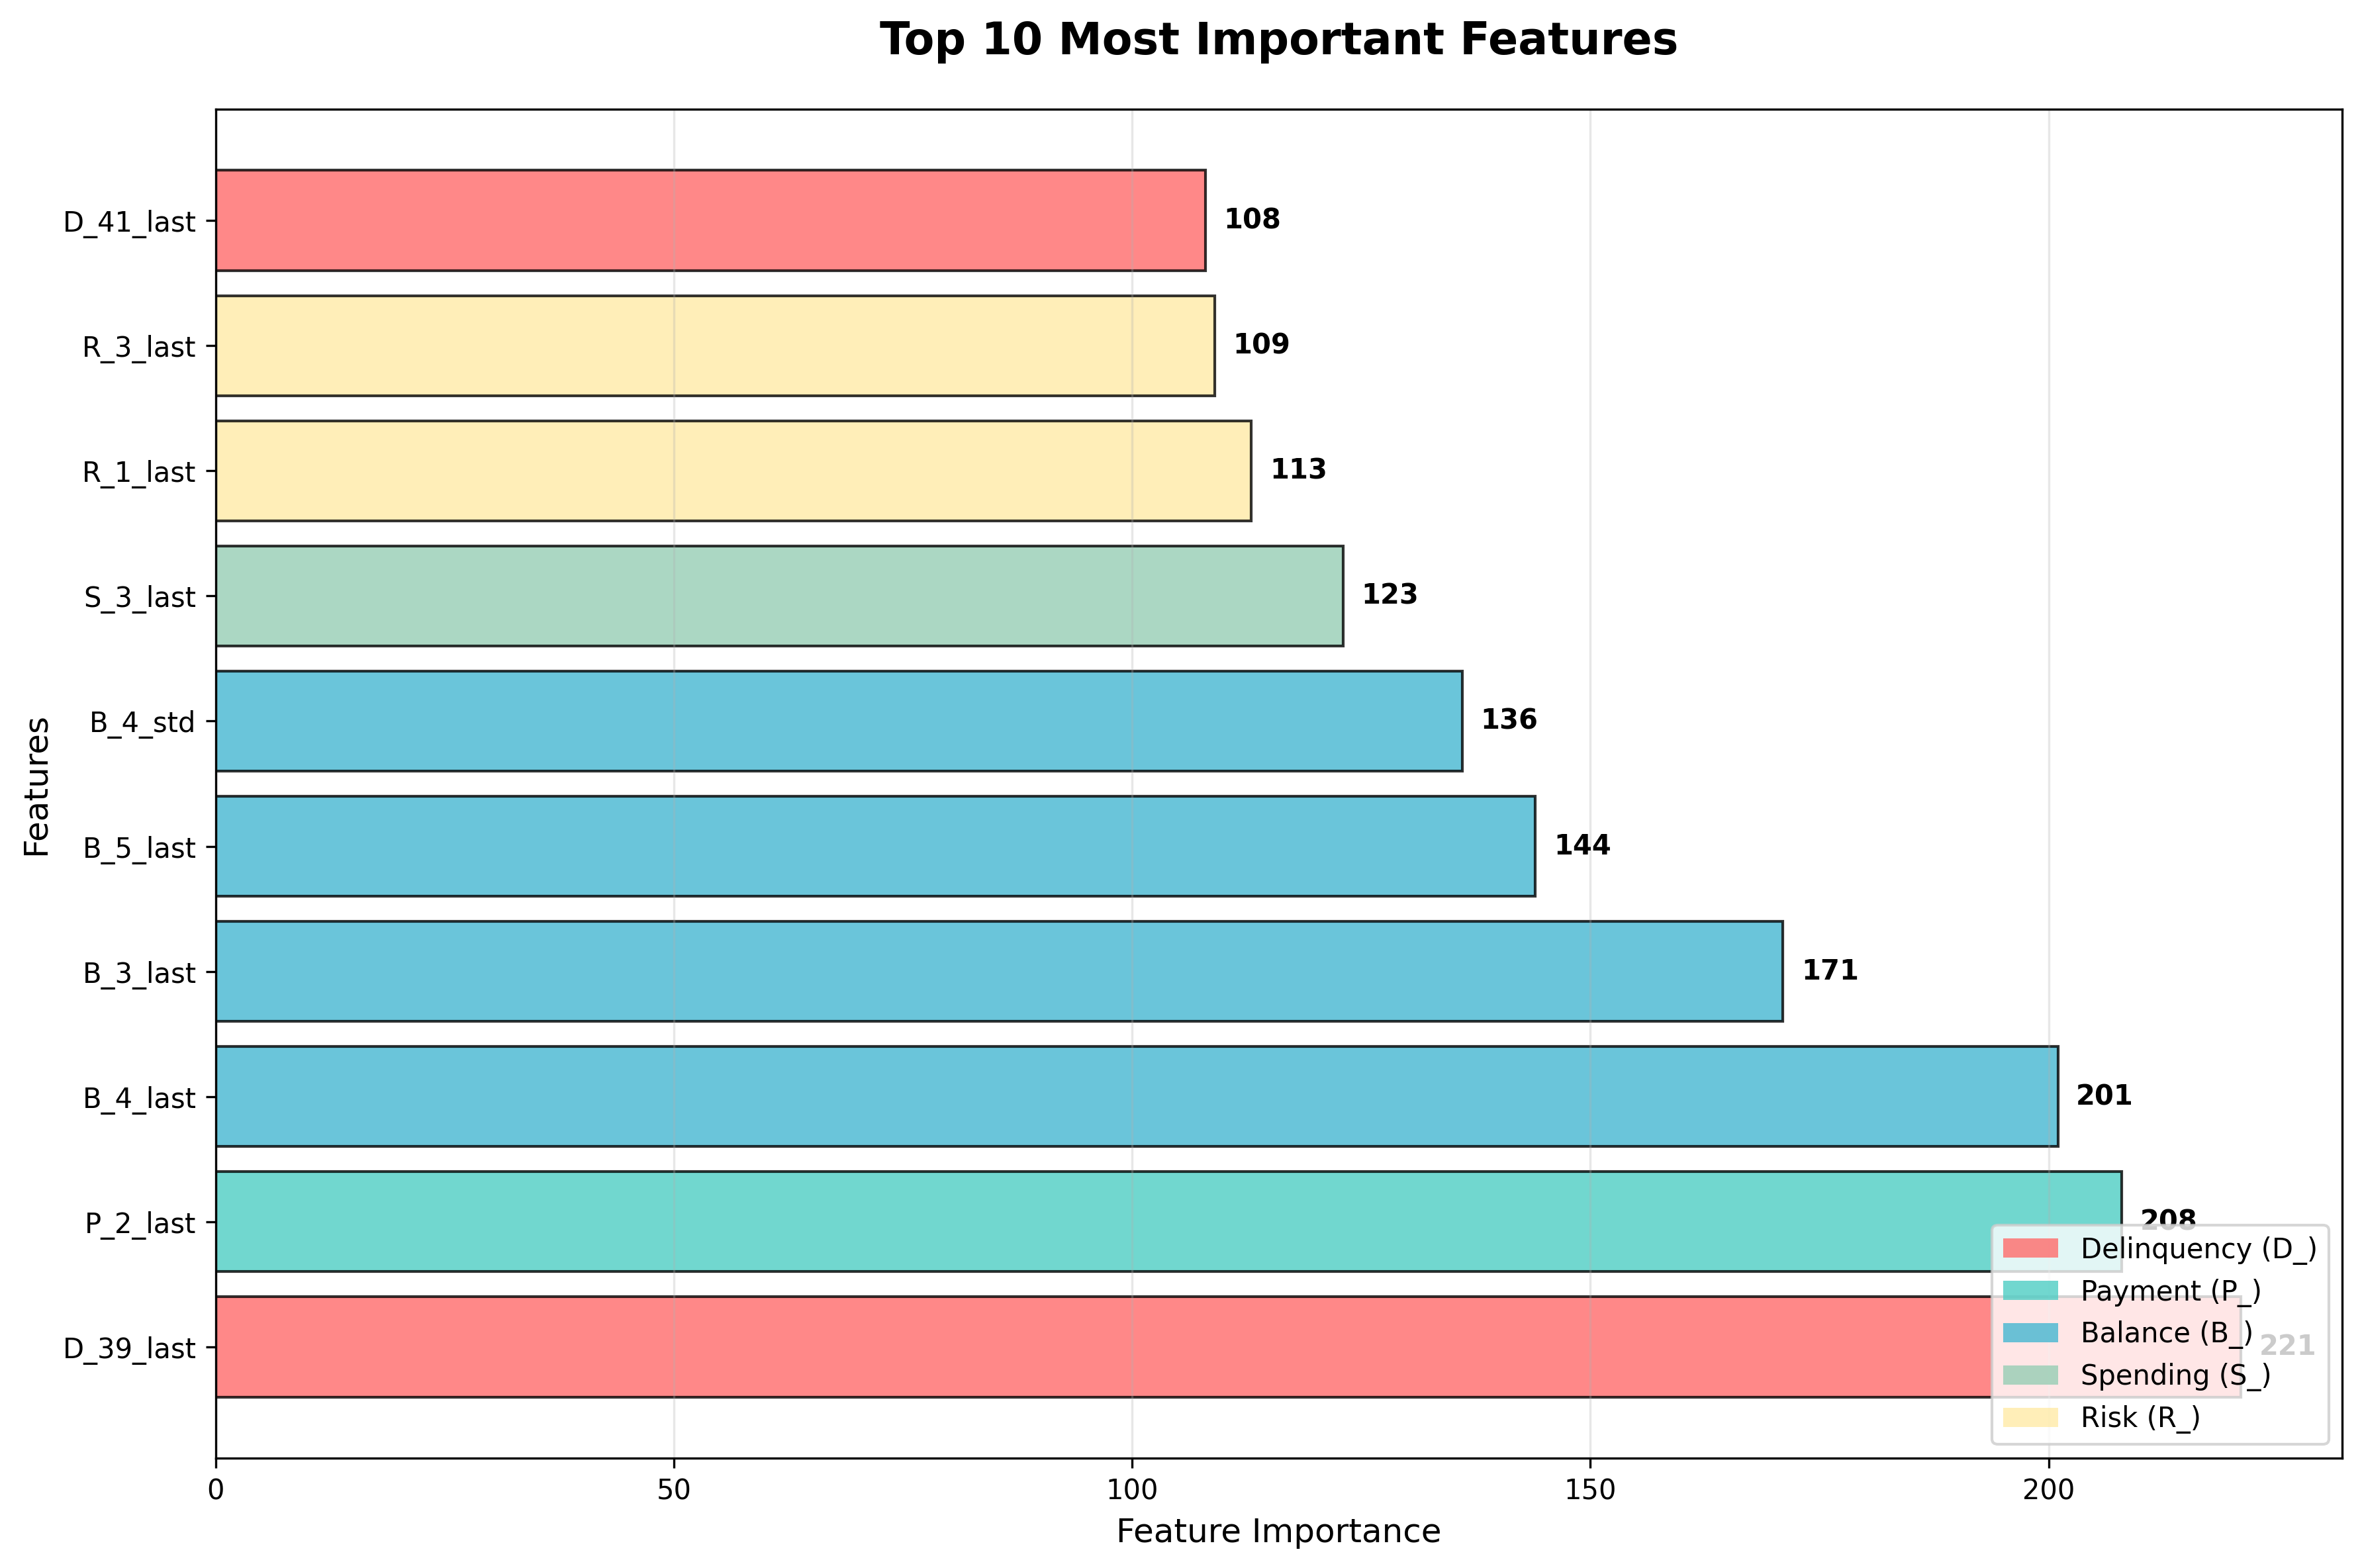 Top 10 Most Important Features
Features
D_41_last
108
R_3_last
109
R_1_last
113
S_3_last
123
B_4_std
136
B_5_last
144
B_3_last
171
B_4_last
201
P_2_last
208
D_39_last
221
Delinquency (D_)
Payment (P_)
Balance (B_)
Spending (S_)
Risk (R_)
0 50 100 150 200
Feature Importance